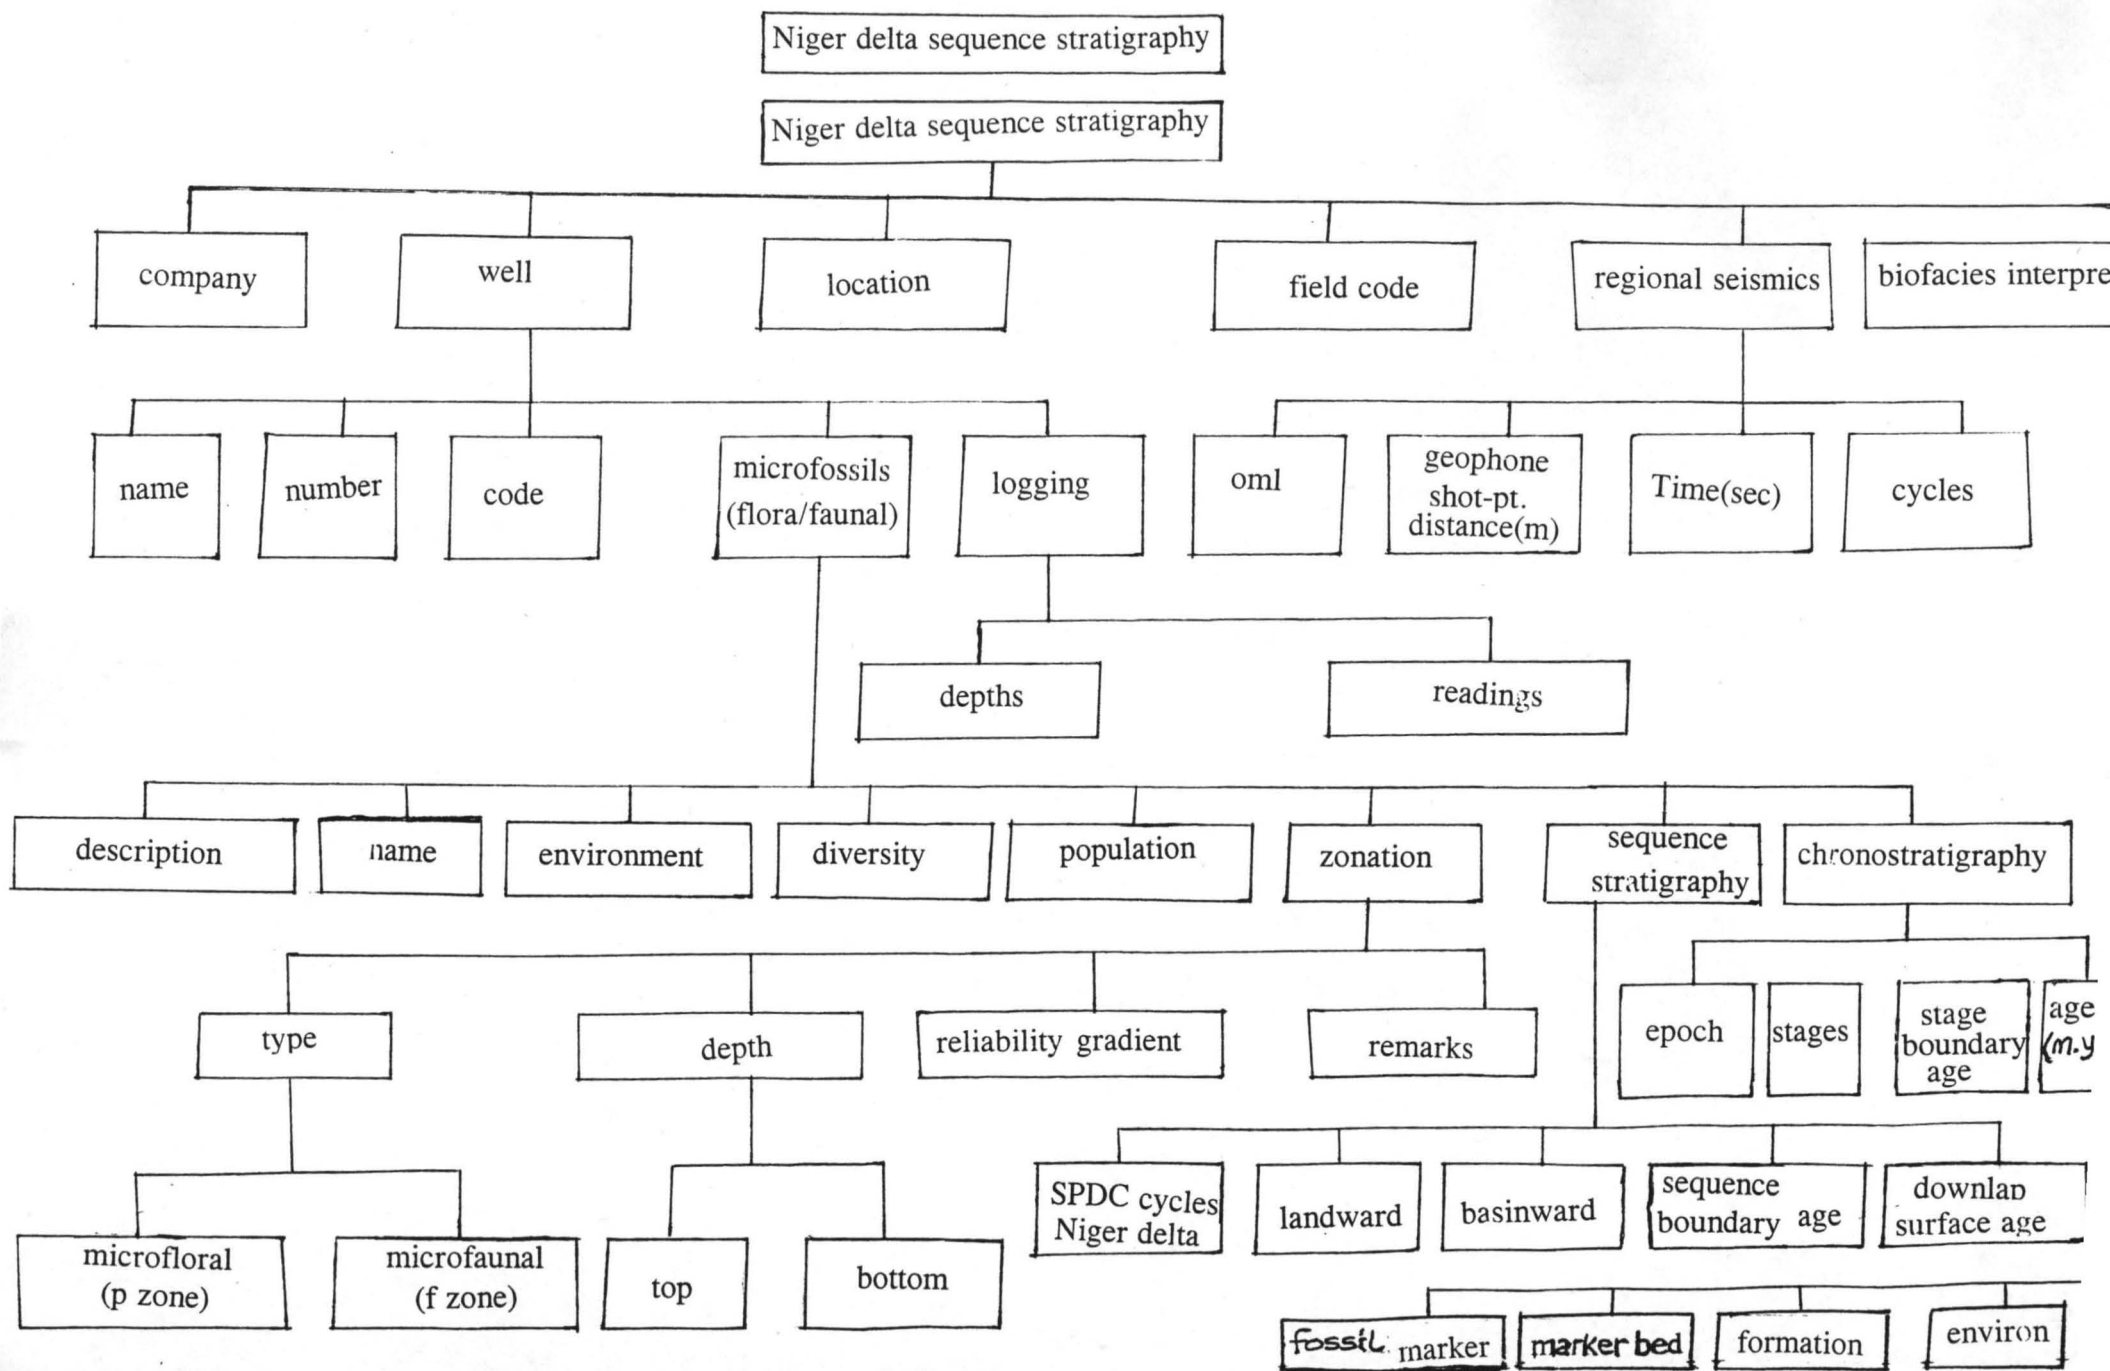 Niger delta sequence stratigraphy
Niger delta sequence stratigraphy
company
well
location
field code
regional seismics
biofacies interpre
name
number
code
microfossils
(flora/faunal)
logging
oml
geophone
shot-pt.
distance(m)
Time(sec)
cycles
depths
readings
description
name
environment
diversity
population
zonation
sequence
stratigraphy
chronostratigraphy
type
depth
reliability gradient
remarks
epoch
stages
stage
boundary
age
age
(m.y
microfloral
(p zone)
microfaunal
(f zone)
top
bottom
SPDC cycles
Niger delta
landward
basinward
sequence
boundary age
downlap
surface age
fossil marker
marker bed
formation
environ